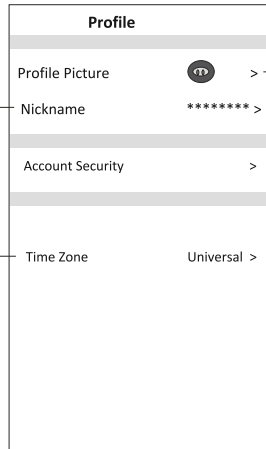 Profile
Profile Picture >
Nickname ******** >
Account Security >
Time Zone Universal >